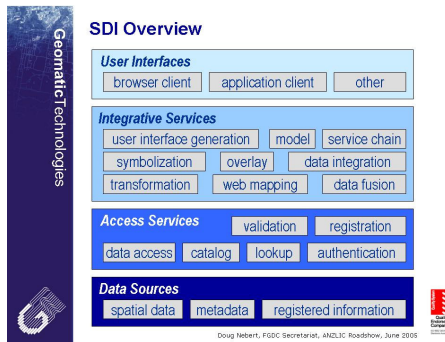 GeomaticTechnologies
SDI Overview
User Interfaces
browser client application client other
Integrative Services
user interface generation model service chain
symbolization overlay data integration
transformation web mapping data fusion
Access Services
validation registration
data access catalog lookup authentication
Data Sources
spatial data metadata registered information
Doug Nebert, FGDC Secretariat, ANZLIC Roadshow, June 2005